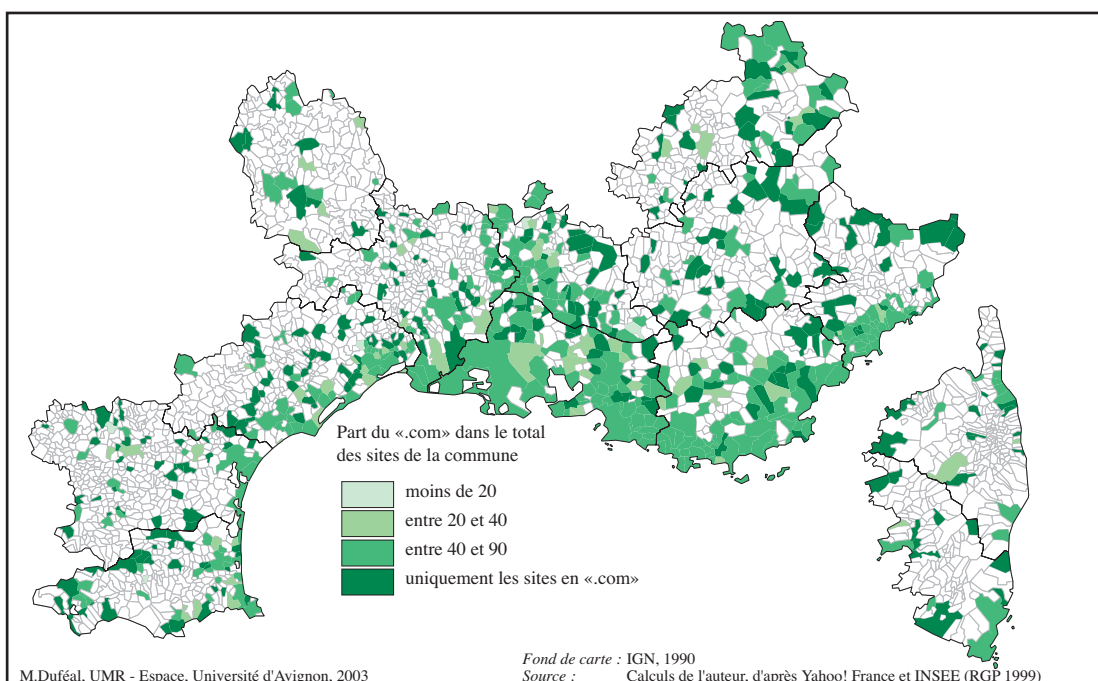 Part du «.com» dans le total
des sites de la commune
moins de 20
entre 20 et 40
entre 40 et 90
uniquement les sites en «.com»
M.Duféal, UMR - Espace, Université d'Avignon, 2003
Fond de carte : IGN, 1990
Source : Calculs de l'auteur, d'après Yahoo! France et INSEE (RGP 1999)